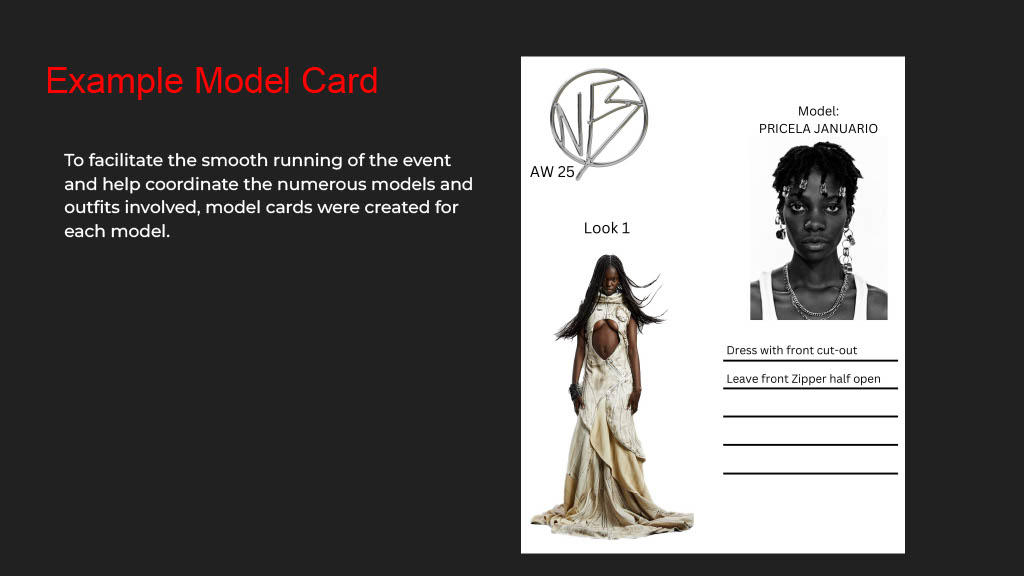 Example Model Card
To facilitate the smooth running of the event
and help coordinate the numerous models and
outfits involved, model cards were created for
each model.
AW 25
Look 1
Model:
PRICELA JANUARIO
Dress with front cut-out
Leave front Zipper half open